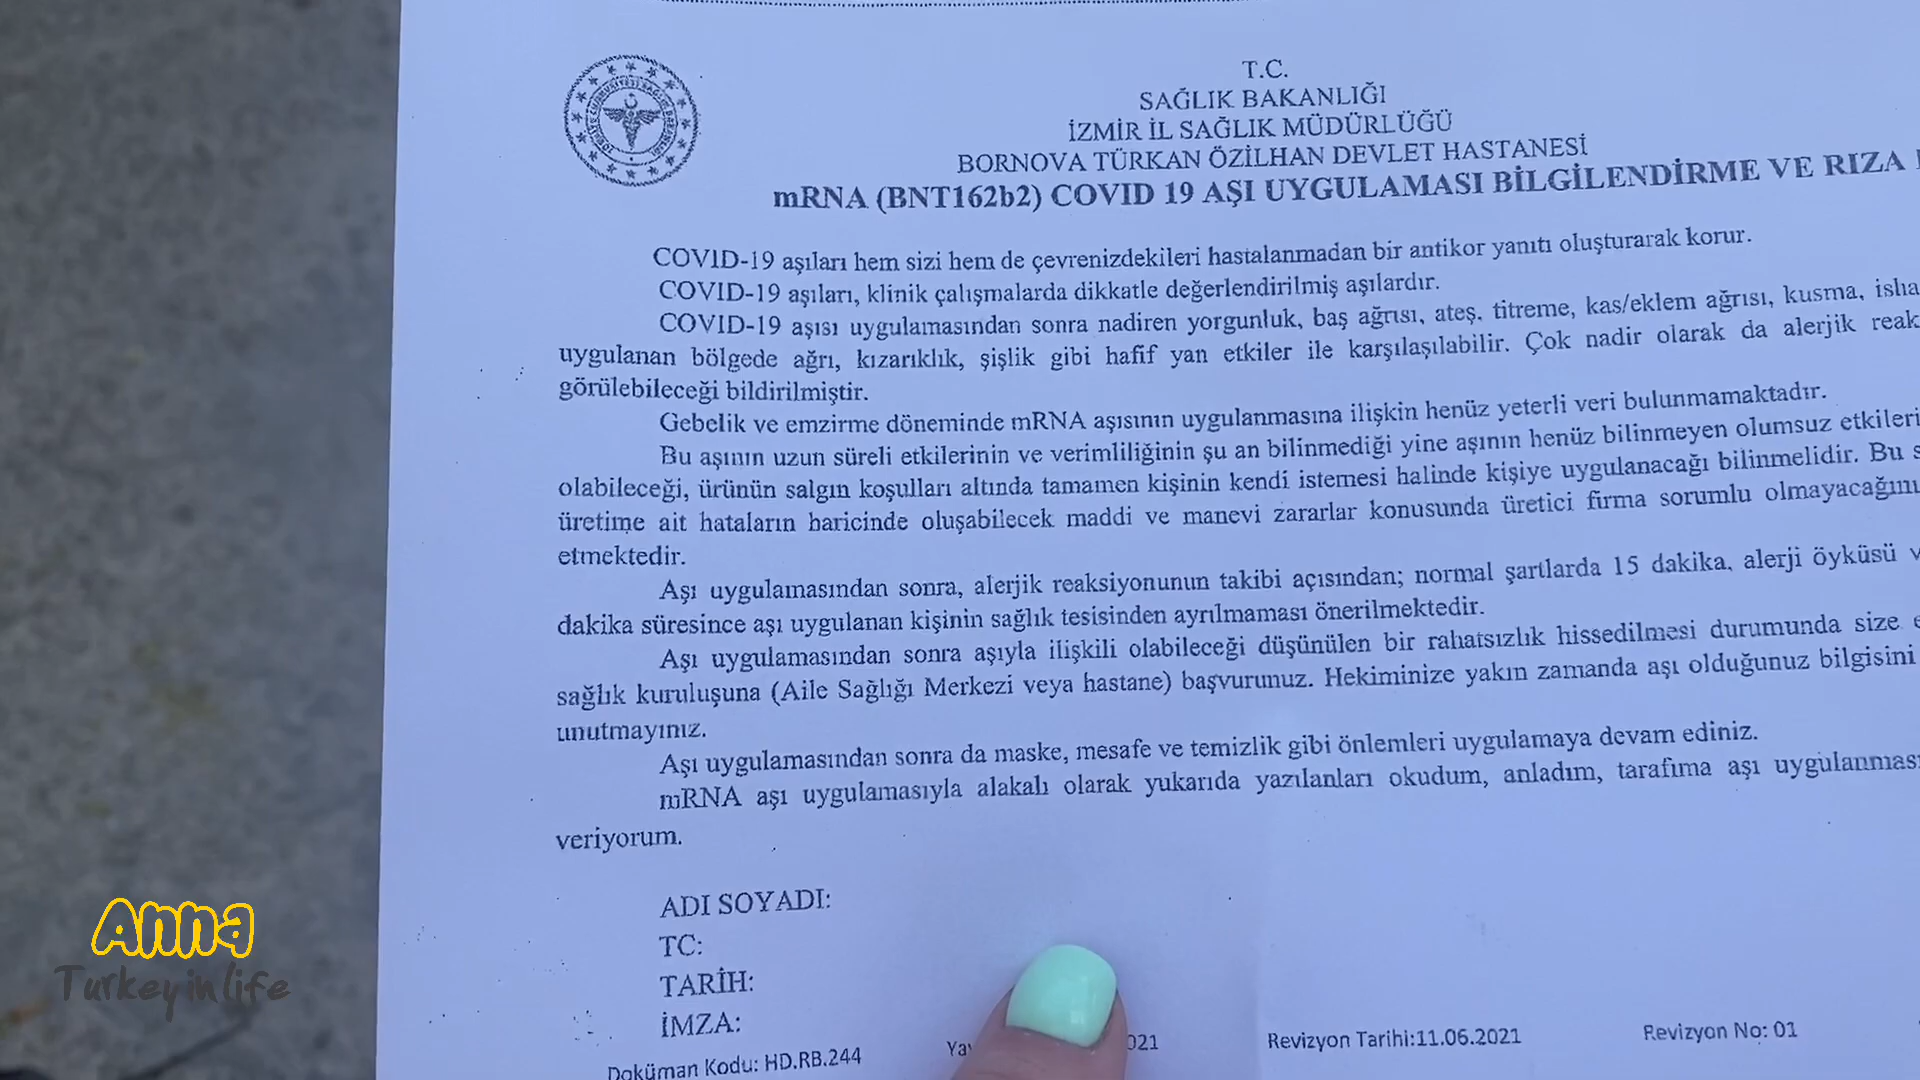 T.C.
SAĞLIK BAKANLIĞI
İZMİR İL SAĞLIK MÜDÜRLÜĞÜ
BORNOVA TÜRKAN ÖZİLHAN DEVLET HASTANESİ
mRNA (BNT162b2) COVID 19 AŞI UYGULAMASI BİLGİLENDİRME VE RIZA
COVID-19 aşıları hem sizi hem de çevrenizdekileri hastalanmadan bir antikor yanıtı oluşturarak korur.
COVID-19 aşıları, klinik çalışmalarda dikkatle değerlendirilmiş aşılardır.
COVID-19 aşısı uygulamasından sonra nadiren yorgunluk, baş ağrısı, ateş, titreme, kas/eklem ağrısı, kusma,
uygulanan bölgede ağrı, kızarıklık, şişlik gibi hafif yan etkiler ile karşılaşılabilir. Çok nadir olarak da alerjik
görülebileceği bildirilmiştir.
Gebelik ve emzirme döneminde mRNA aşısının uygulanmasına ilişkin henüz yeterli veri bulunmamaktadır.
Bu aşının uzun süreli etkilerinin ve verimliliğinin şu an bilinmediği yine aşının henüz bilinmeyen olumsuz etkileri
olabileceği, ürünün salgın koşulları altında tamamen kişinin kendi istemesi halinde kişiye uygulanacağı bilinmelidir. Bu
üretime ait hataların haricinde oluşabilecek maddi ve manevi zararlar konusunda üretici firma sorumlu olmayacağını
etmektedir.
Aşı uygulamasından sonra, alerjik reaksiyonunun takibi açısından; normal şartlarda 15 dakika, alerji öyküsü
dakika süresince aşı uygulanan kişinin sağlık tesisinden ayrılmaması önerilmektedir.
Aşı uygulamasından sonra aşıyla ilişkili olabileceği düşünülen bir rahatsızlık hissedilmesi durumunda size
sağlık kuruluşuna (Aile Sağlığı Merkezi veya hastane) başvurunuz. Hekiminize yakın zamanda aşı olduğunuz bilgisini
unutmayınız.
Aşı uygulamasından sonra da maske, mesafe ve temizlik gibi önlemleri uygulamaya devam ediniz.
mRNA aşı uygulamasıyla alakalı olarak yukarıda yazılanları okudum, anladım, tarafıma aşı
veriyorum.
ADI SOYADI:
TC:
TARİH:
İMZA:
Doküman Kodu: HD.RB.244
Revizyon Tarihi:11.06.2021
Revizyon No: 01
Anna
Turkey in life